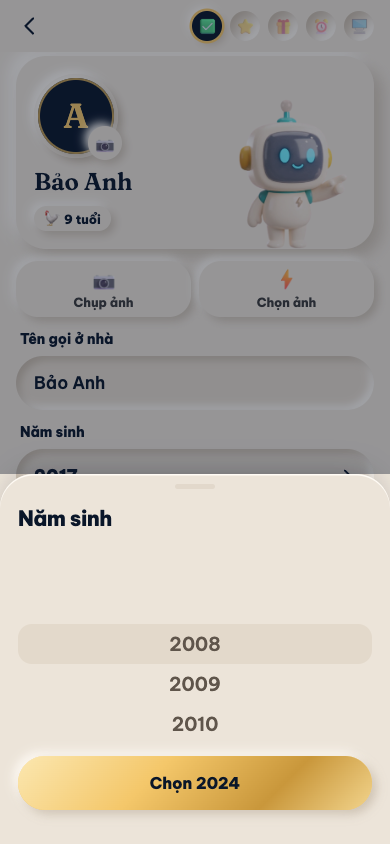 A
Bảo Anh
9 tuổi
Chụp ảnh
Chọn ảnh
Tên gọi ở nhà
Bảo Anh
Năm sinh
2017
Năm sinh
2008
2009
2010
Chọn 2024